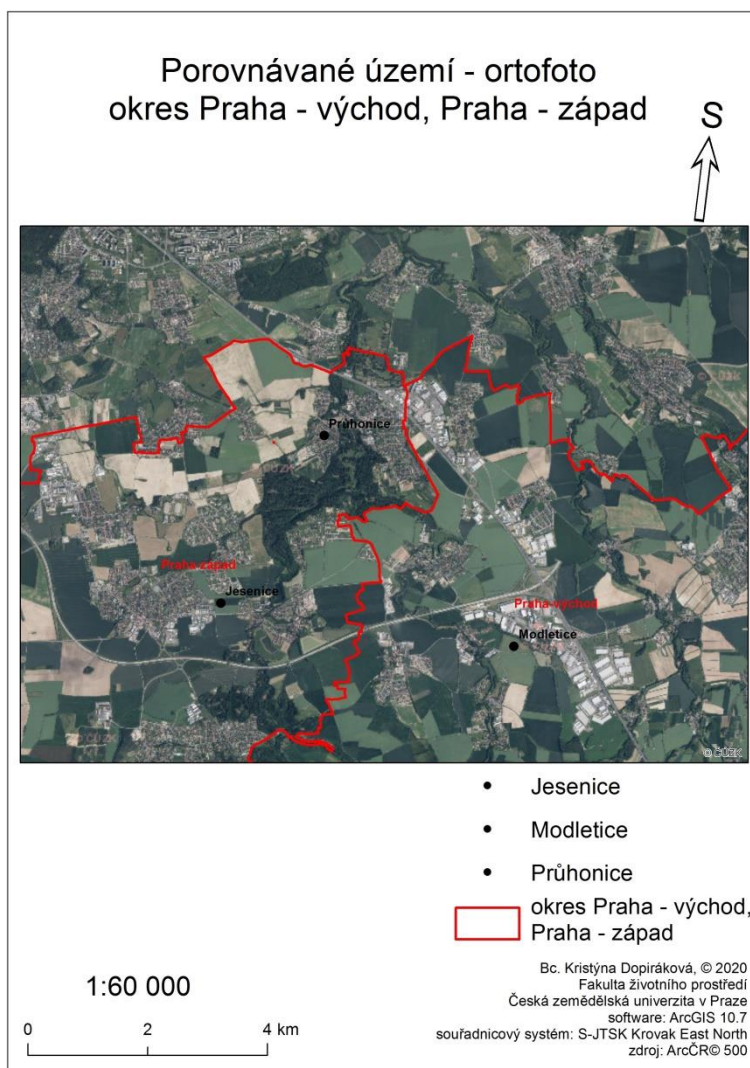 Porovnávané území - ortofoto
okres Praha - východ, Praha - západ
S
Průhonice
Praha-západ
Jesenice
Praha-východ
Modletice
© ČÚZK
Jesenice
Modletice
Průhonice
okres Praha - východ,
Praha - západ
1:60 000
0 2 4 km
Bc. Kristýna Dopiráková, © 2020
Fakulta životního prostředí
Česká zemědělská univerzita v Praze
software: ArcGIS 10.7
souřadnicový systém: S-JTSK Krovak East North
zdroj: ArcČR© 500